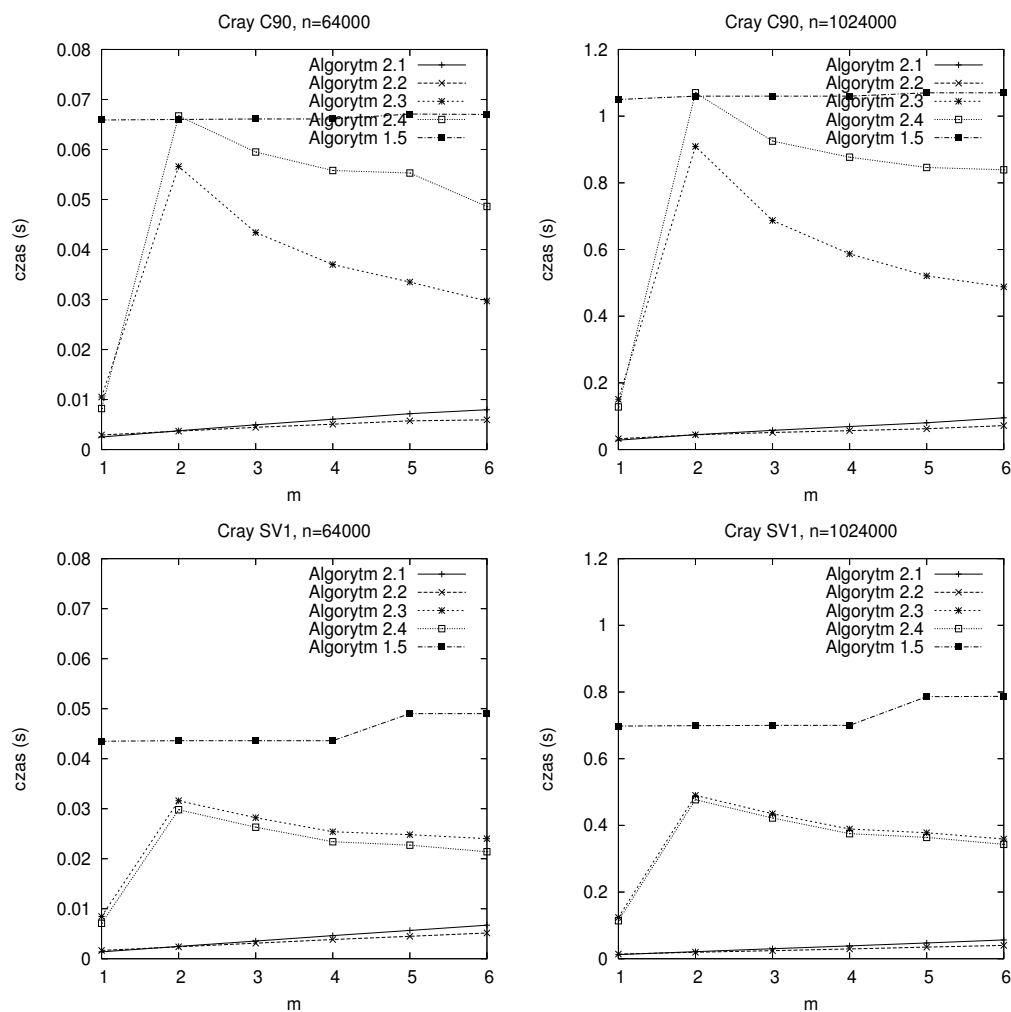 Cray C90, n=64000
0.08
0.07
0.06
0.05
0.04
0.03
0.02
0.01
0
czas (s)
Algorytm 2.1
Algorytm 2.2
Algorytm 2.3
Algorytm 2.4
Algorytm 1.5
1 2 3 4 5 6
m
Cray C90, n=1024000
1.2
1
0.8
0.6
0.4
0.2
0
czas (s)
Algorytm 2.1
Algorytm 2.2
Algorytm 2.3
Algorytm 2.4
Algorytm 1.5
1 2 3 4 5 6
m
Cray SV1, n=64000
0.08
0.07
0.06
0.05
0.04
0.03
0.02
0.01
0
czas (s)
Algorytm 2.1
Algorytm 2.2
Algorytm 2.3
Algorytm 2.4
Algorytm 1.5
1 2 3 4 5 6
m
Cray SV1, n=1024000
1.2
1
0.8
0.6
0.4
0.2
0
czas (s)
Algorytm 2.1
Algorytm 2.2
Algorytm 2.3
Algorytm 2.4
Algorytm 1.5
1 2 3 4 5 6
m